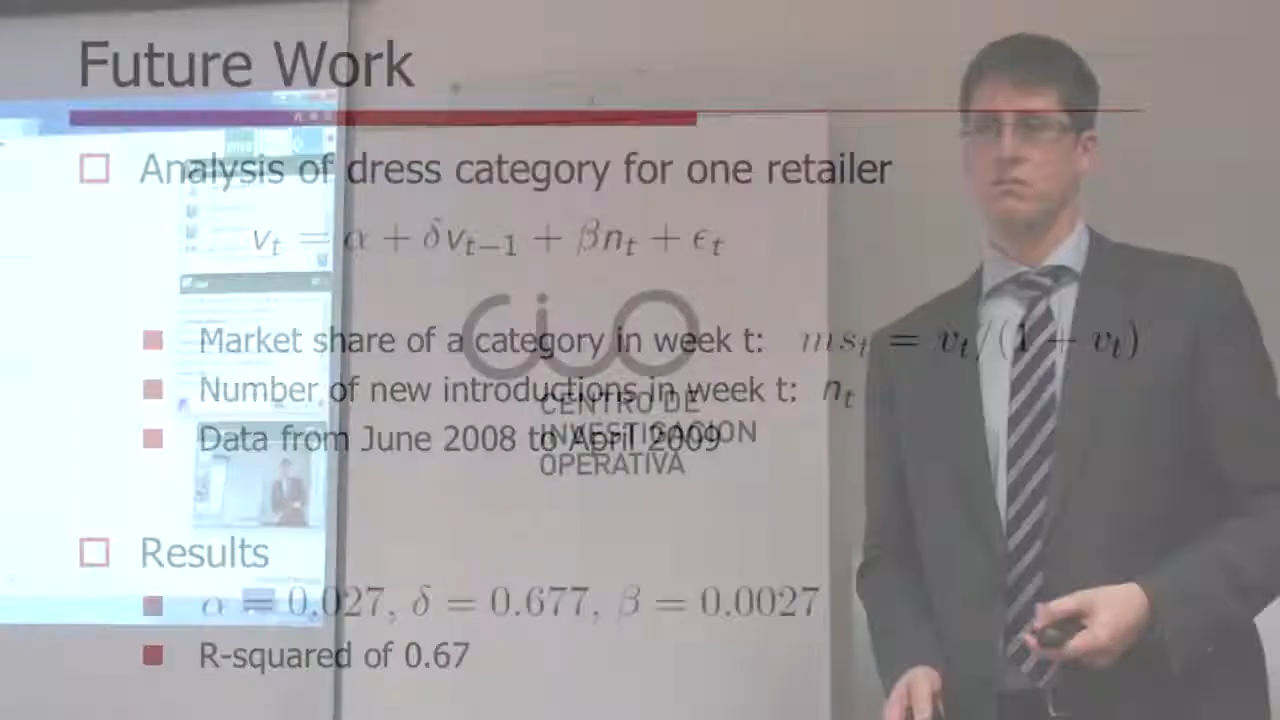 Future Work
Analysis of dress category for one retailer
v_t = α + δv_{t−1} + βn_t + ϵ_t
Market share of a category in week t: ms_t = v_t/(1 + v_t)
Number of new introductions in week t: n_t
Data from June 2008 to April 2009
CiO
CENTRO DE
INVESTIGACION
OPERATIVA
Results
α = 0.027, δ = 0.677, β = 0.0027
R-squared of 0.67